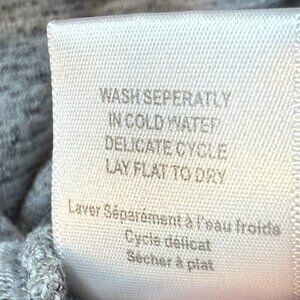 WASH SEPERATLY
IN COLD WATER
DELICATE CYCLE
LAY FLAT TO DRY
Laver Séparément à l'eau froide
Cycle délicat
Sécher à plat